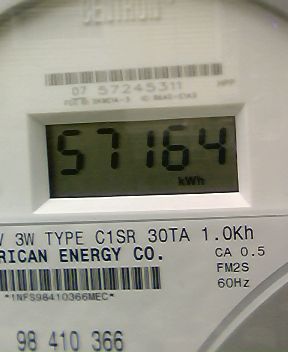 CENTRON
07 57245311
57164
kWh
V 3W TYPE C1SR 30TA 1.0Kh
RICAN ENERGY CO.
CA 0.5
FM2S
60Hz
*1NFS98410366MEC*
98 410 366